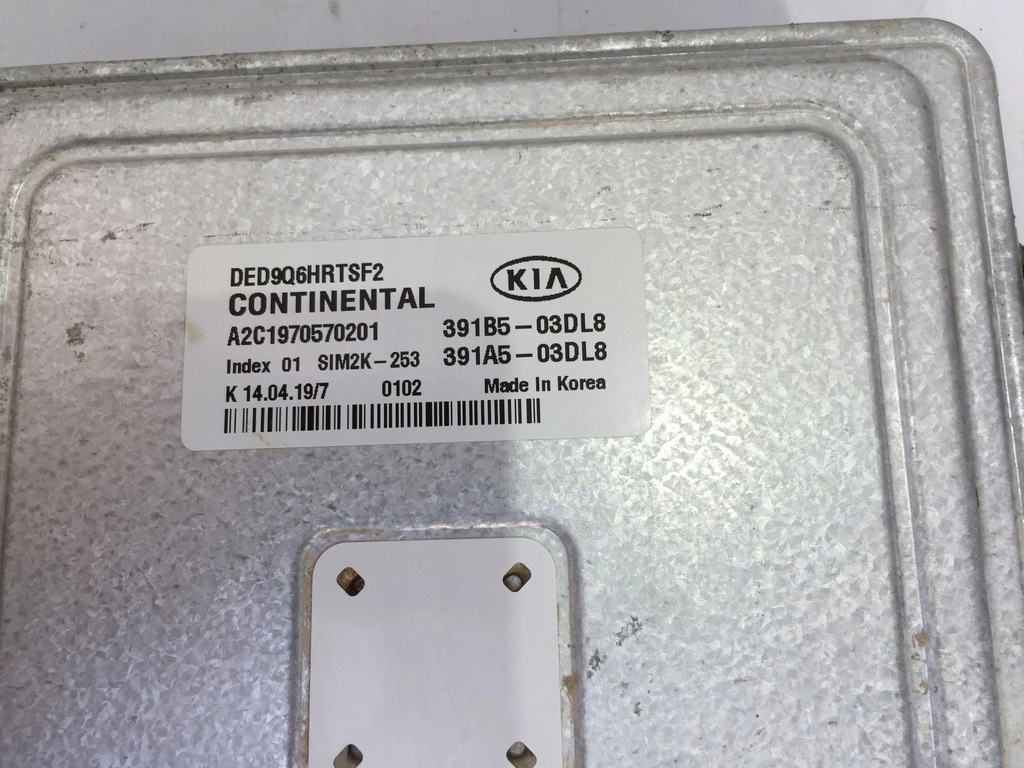 DED9Q6HRTSF2
KIA
CONTINENTAL
A2C1970570201 391B5-03DL8
Index 01 SIM2K-253 391A5-03DL8
K 14.04.19/7 0102 Made In Korea